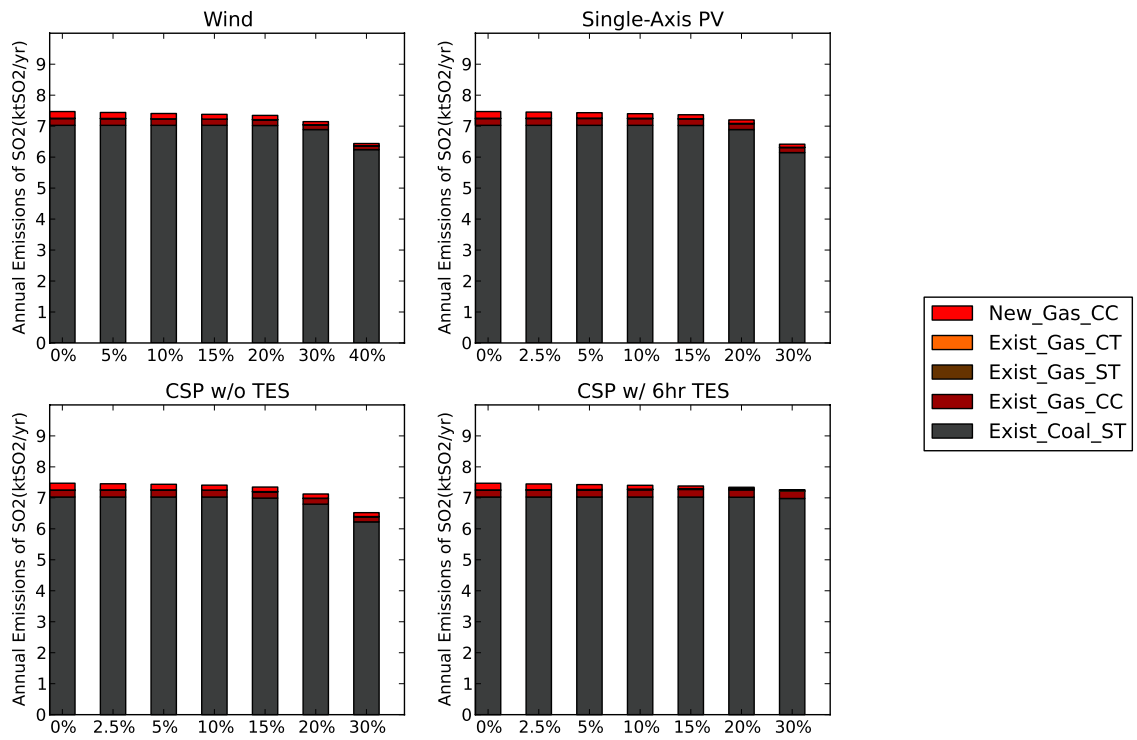 Wind
Annual Emissions of SO2(ktSO2/yr)
9
8
7
6
5
4
3
2
1
0
0% 5% 10% 15% 20% 30% 40%
Single-Axis PV
Annual Emissions of SO2(ktSO2/yr)
9
8
7
6
5
4
3
2
1
0
0% 2.5% 5% 10% 15% 20% 30%
CSP w/o TES
Annual Emissions of SO2(ktSO2/yr)
9
8
7
6
5
4
3
2
1
0
0% 2.5% 5% 10% 15% 20% 30%
CSP w/ 6hr TES
Annual Emissions of SO2(ktSO2/yr)
9
8
7
6
5
4
3
2
1
0
0% 2.5% 5% 10% 15% 20% 30%
New_Gas_CC
Exist_Gas_CT
Exist_Gas_ST
Exist_Gas_CC
Exist_Coal_ST